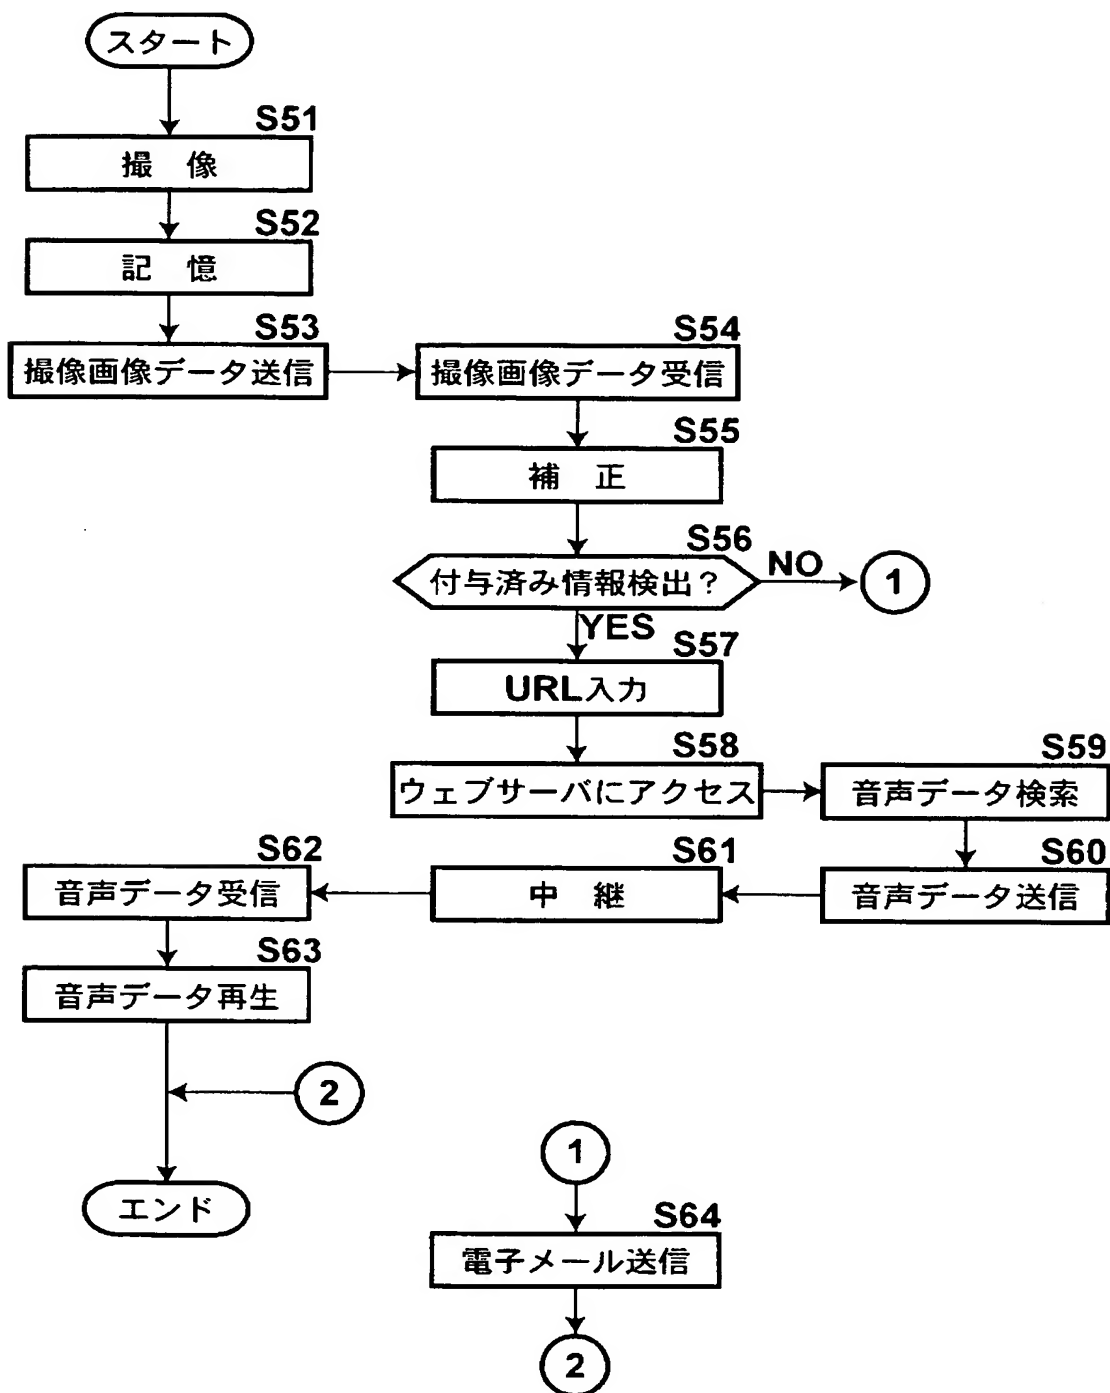 スタート
S51
撮 像
S52
記 憶
S53
撮像画像データ送信
S54
撮像画像データ受信
S55
補 正
S56
付与済み情報検出?
NO
1
YES
S57
URL入力
S58
ウェブサーバにアクセス
S59
音声データ検索
S60
音声データ送信
S61
中 継
S62
音声データ受信
S63
音声データ再生
2
エンド
1
S64
電子メール送信
2